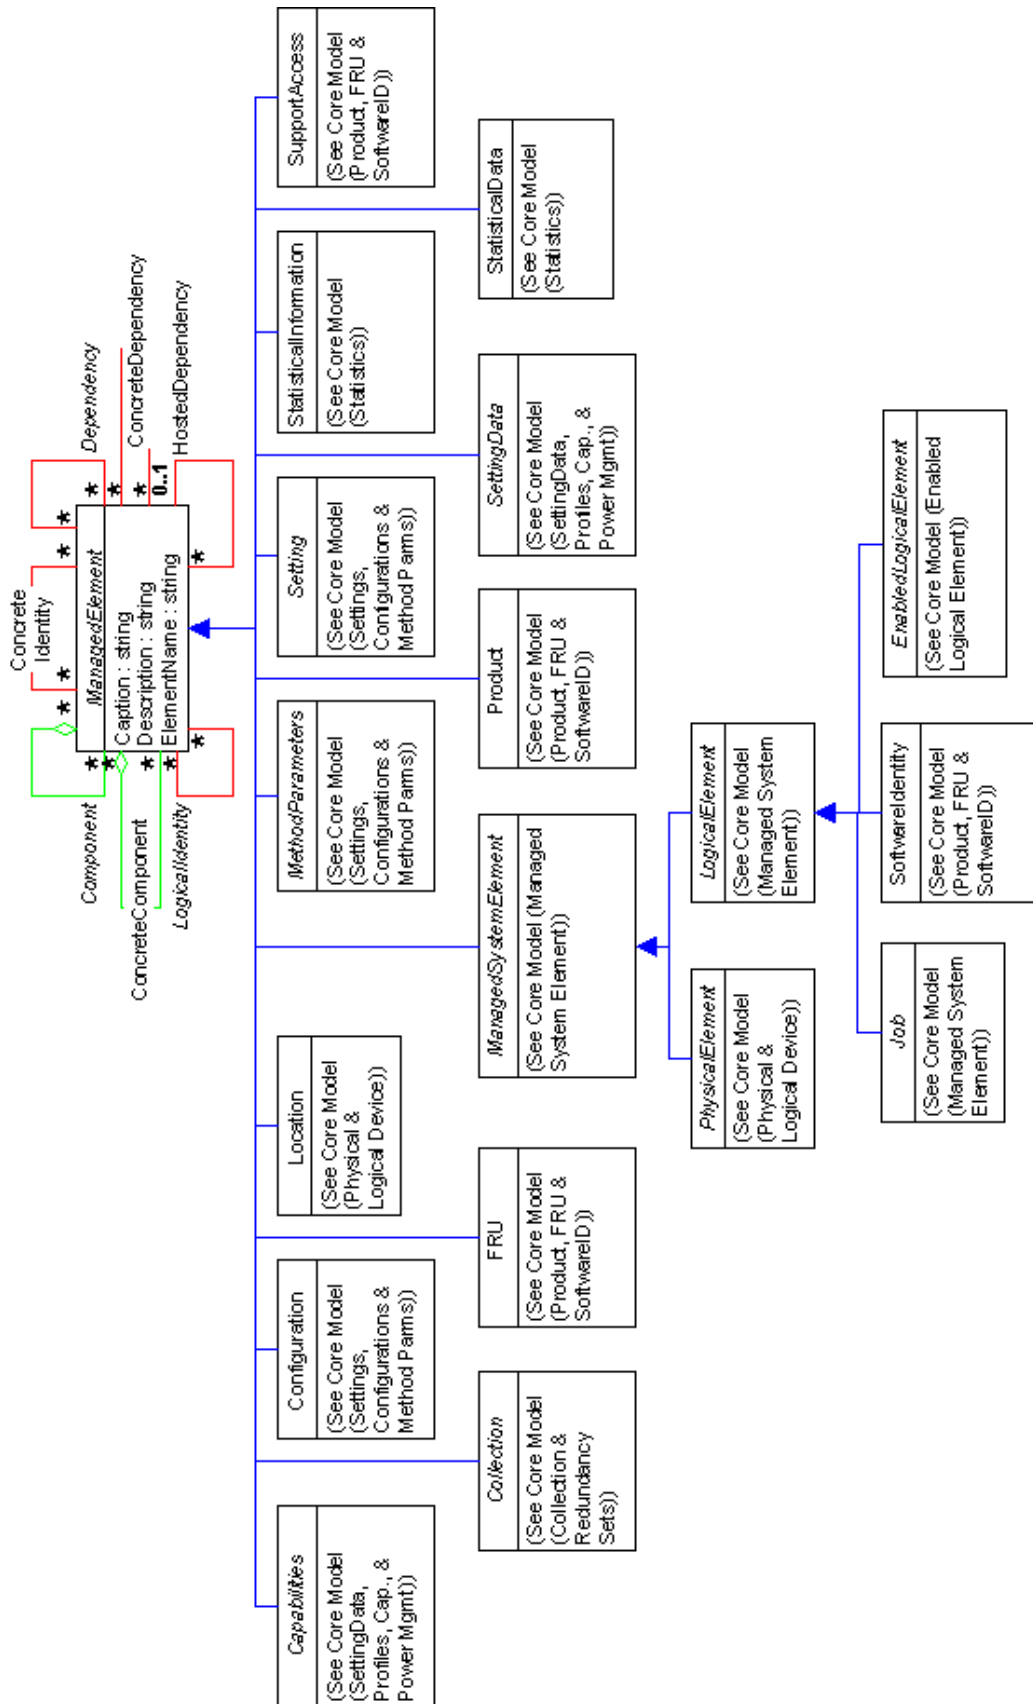 Concrete
Identity
*
*
*
*
Component
Dependency
ManagedElement
*
*
*
*
Caption : string
Description : string
ElementName : string
ConcreteComponent
ConcreteDependency
*
*
*
0..1
LogicalIdentity
HostedDependency
*
*
Capabilities
(See Core Model
(SettingData,
Profiles, Cap., &
Power Mgmt))
Configuration
(See Core Model
(Settings,
Configurations &
Method Parms))
Location
(See Core Model
(Physical &
Logical Device))
MethodParameters
(See Core Model
(Settings,
Configurations &
Method Parms))
Setting
(See Core Model
(Settings,
Configurations &
Method Parms))
StatisticalInformation
(See Core Model
(Statistics))
SupportAccess
(See Core Model
(Product, FRU &
SoftwareID))
Collection
(See Core Model
(Collection &
Redundancy
Sets))
FRU
(See Core Model
(Product, FRU &
SoftwareID))
ManagedSystemElement
(See Core Model (Managed
System Element))
Product
(See Core Model
(Product, FRU &
SoftwareID))
SettingData
(See Core Model
(SettingData,
Profiles, Cap., &
Power Mgmt))
StatisticalData
(See Core Model
(Statistics))
PhysicalElement
(See Core Model
(Physical &
Logical Device))
LogicalElement
(See Core Model
(Managed System
Element))
Job
(See Core Model
(Managed System
Element))
SoftwareIdentity
(See Core Model
(Product, FRU &
SoftwareID))
EnabledLogicalElement
(See Core Model (Enabled
Logical Element))